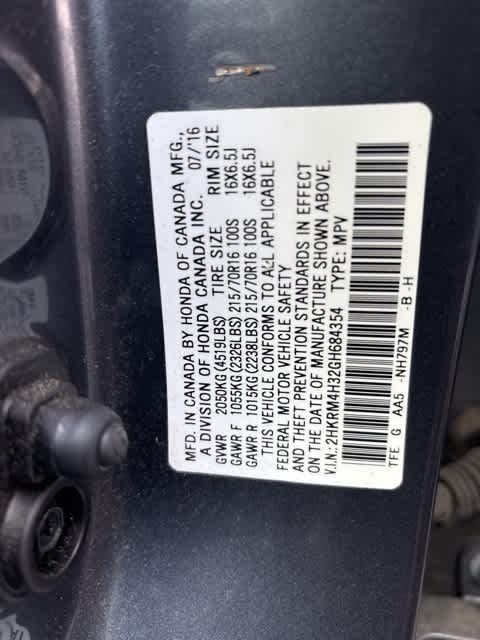 MFD. IN CANADA BY HONDA OF CANADA MFG.,
A DIVISION OF HONDA CANADA INC. 07/'16
GVWR 2050KG(4519LBS) TIRE SIZE RIM SIZE
GAWR F 1055KG(2326LBS) 215/70R16 100S 16X6.5J
GAWR R 1015KG(2238LBS) 215/70R16 100S 16X6.5J
THIS VEHICLE CONFORMS TO ALL APPLICABLE
FEDERAL MOTOR VEHICLE SAFETY
AND THEFT PREVENTION STANDARDS IN EFFECT
ON THE DATE OF MANUFACTURE SHOWN ABOVE.
V.I.N.: 2HKRM4H32GH684354 TYPE: MPV
TFE G AA5 -NH797M -B -H